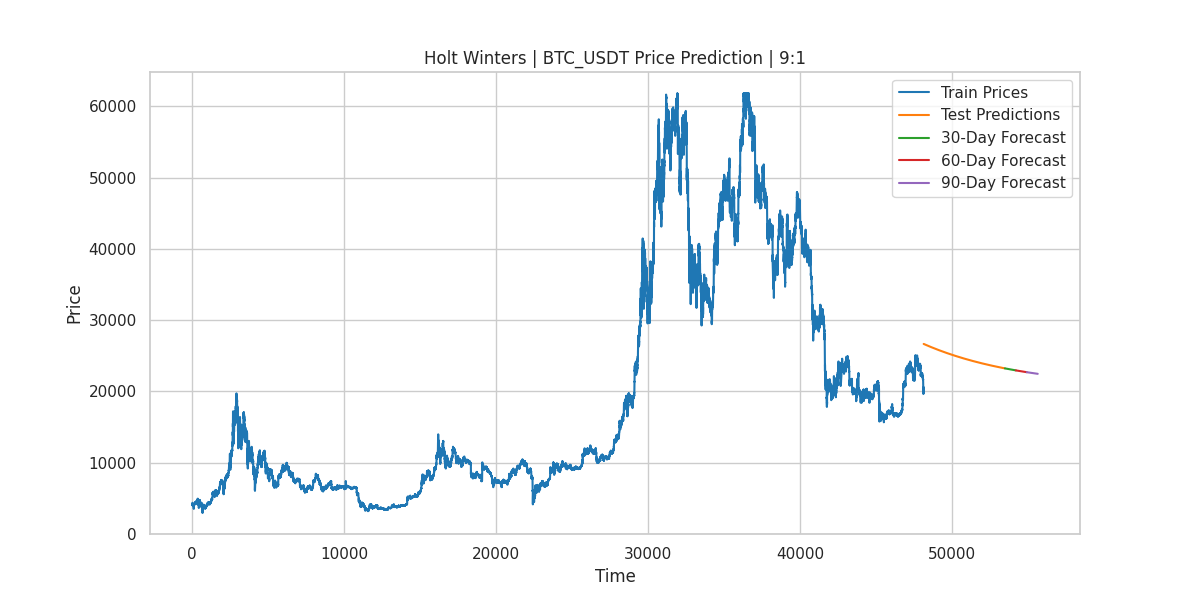 Holt Winters | BTC_USDT Price Prediction | 9:1
Train Prices
Test Predictions
30-Day Forecast
60-Day Forecast
90-Day Forecast
60000
50000
40000
30000
20000
10000
0
Price
0 10000 20000 30000 40000 50000
Time